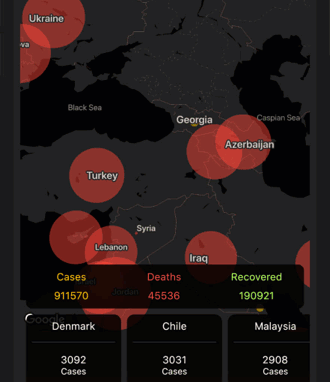 Ukraine
va
Black Sea
Georgia
Caspian Sea
Azerbaijan
Turkey
Syria
Lebanon
Iraq
Cases Deaths Recovered
911570 45536 190921
Jordan
Google
Denmark Chile Malaysia
3092 3031 2908
Cases Cases Cases